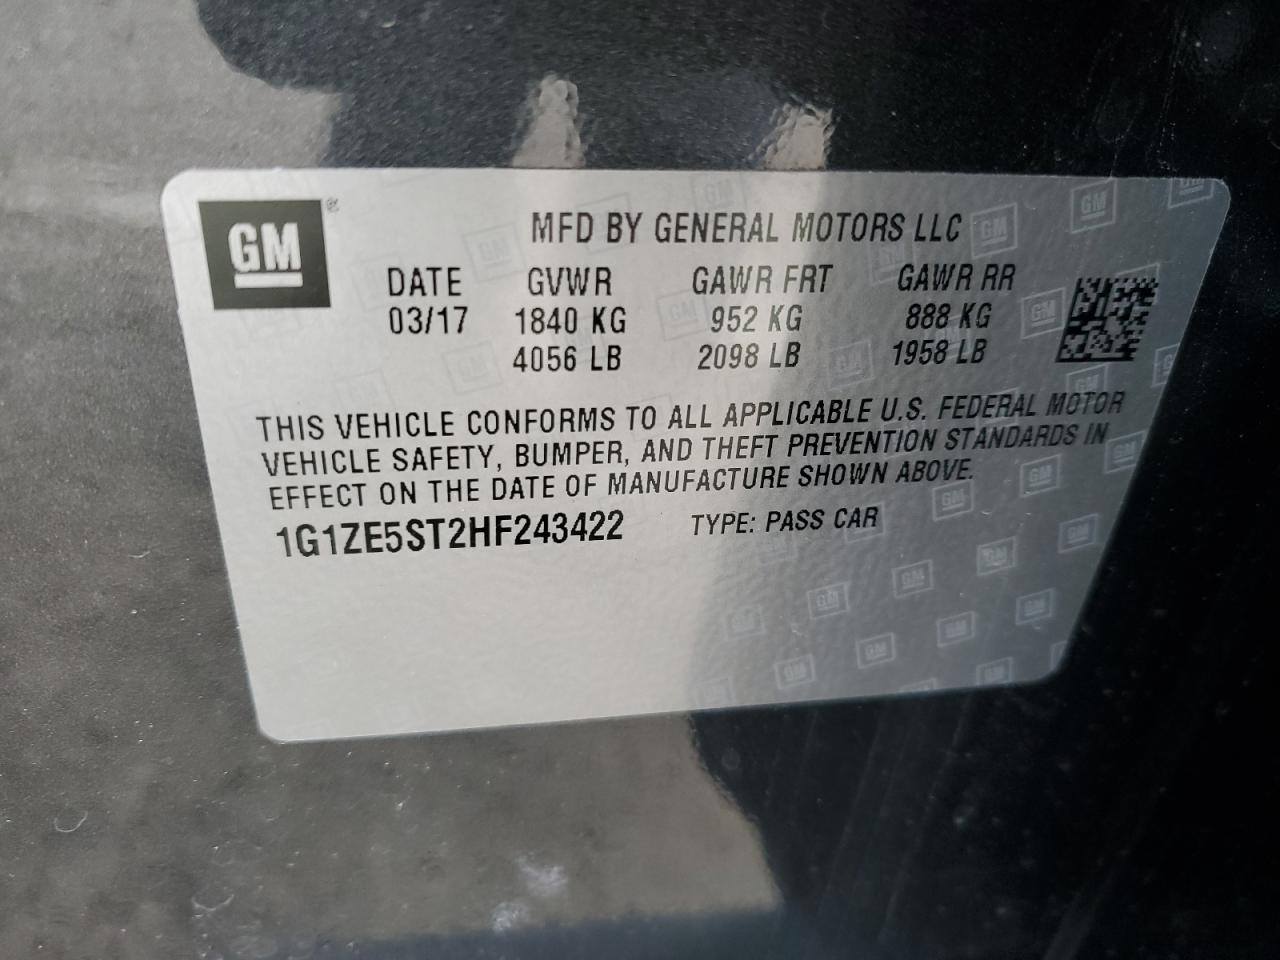 GM ®
MFD BY GENERAL MOTORS LLC
DATE GVWR GAWR FRT GAWR RR
03/17 1840 KG 952 KG 888 KG
4056 LB 2098 LB 1958 LB
THIS VEHICLE CONFORMS TO ALL APPLICABLE U.S. FEDERAL MOTOR
VEHICLE SAFETY, BUMPER, AND THEFT PREVENTION STANDARDS IN
EFFECT ON THE DATE OF MANUFACTURE SHOWN ABOVE.
1G1ZE5ST2HF243422 TYPE: PASS CAR